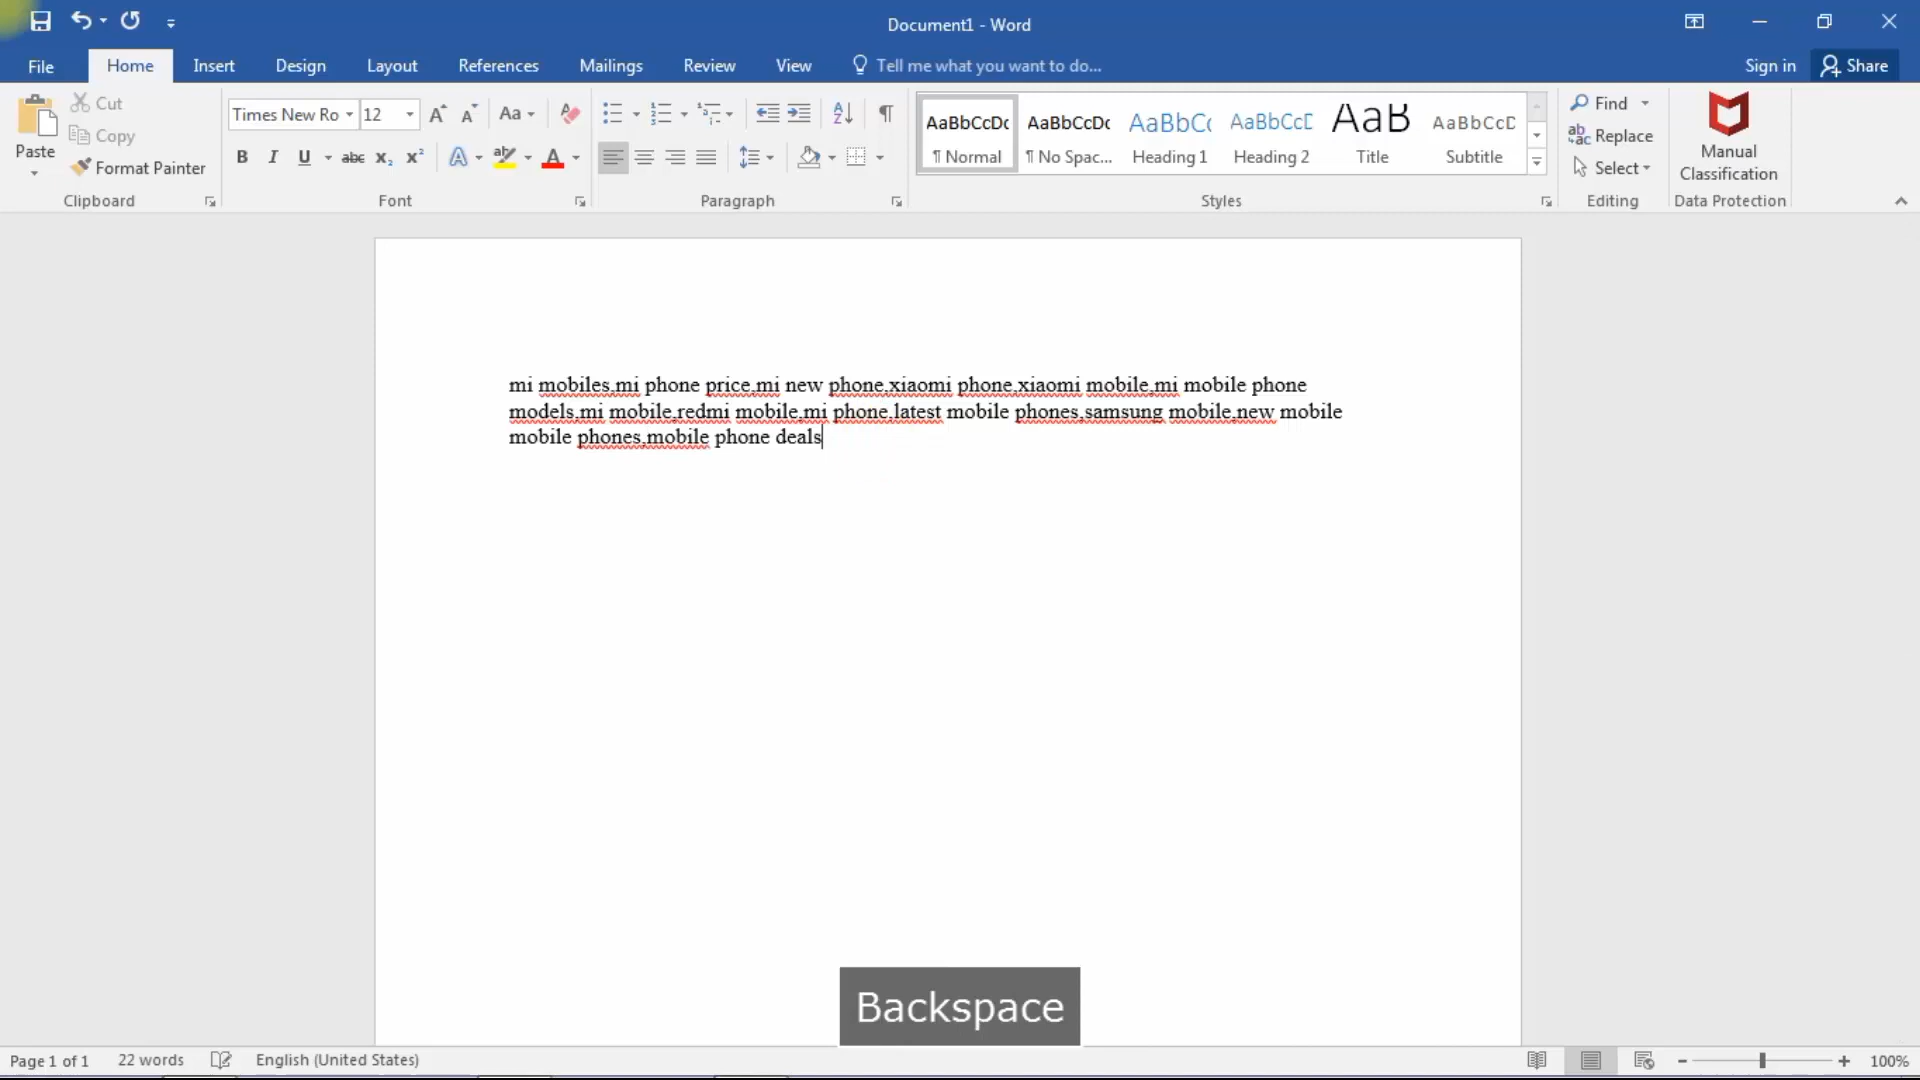 Document1 - Word
File Home Insert Design Layout References Mailings Review View Tell me what you want to do... Sign in Share
Paste
Cut
Copy
Format Painter
Clipboard
Times New Ro 12
Aa
B I U abc X₂ X² A ab A
Font
Paragraph
AaBbCcDc AaBbCcDc AaBbC AaBbCcD AaB AaBbCcD
¶ Normal ¶ No Spac... Heading 1 Heading 2 Title Subtitle
Styles
Find
Replace
Select
Editing
Manual
Classification
Data Protection
mi mobiles,mi phone price,mi new phone,xiaomi phone,xiaomi mobile,mi mobile phone
models,mi mobile,redmi mobile,mi phone,latest mobile phones,samsung mobile,new mobile
mobile phones,mobile phone deals
Backspace
Page 1 of 1 22 words English (United States) 100%